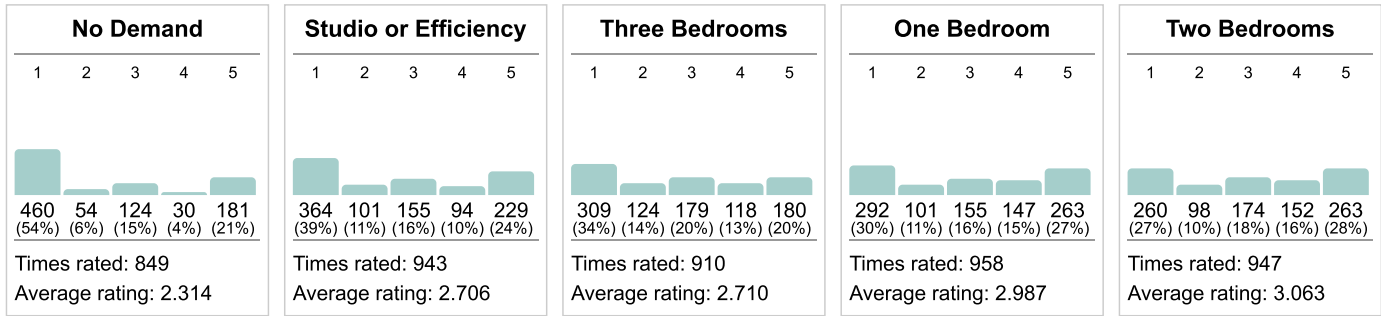 No Demand
1 2 3 4 5
460 54 124 30 181
(54%) (6%) (15%) (4%) (21%)
Times rated: 849
Average rating: 2.314
Studio or Efficiency
1 2 3 4 5
364 101 155 94 229
(39%) (11%) (16%) (10%) (24%)
Times rated: 943
Average rating: 2.706
Three Bedrooms
1 2 3 4 5
309 124 179 118 180
(34%) (14%) (20%) (13%) (20%)
Times rated: 910
Average rating: 2.710
One Bedroom
1 2 3 4 5
292 101 155 147 263
(30%) (11%) (16%) (15%) (27%)
Times rated: 958
Average rating: 2.987
Two Bedrooms
1 2 3 4 5
260 98 174 152 263
(27%) (10%) (18%) (16%) (28%)
Times rated: 947
Average rating: 3.063